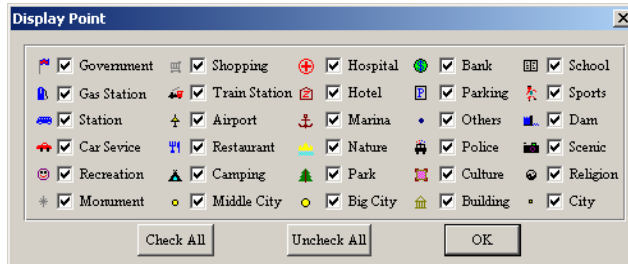 Display Point
Government Shopping Hospital Bank School
Gas Station Train Station Hotel P Parking Sports
Station Airport Marina Others Dam
Car Sevice Restaurant Nature Police Scenic
Recreation Camping Park Culture Religion
Monument Middle City Big City Building City
Check All Uncheck All OK